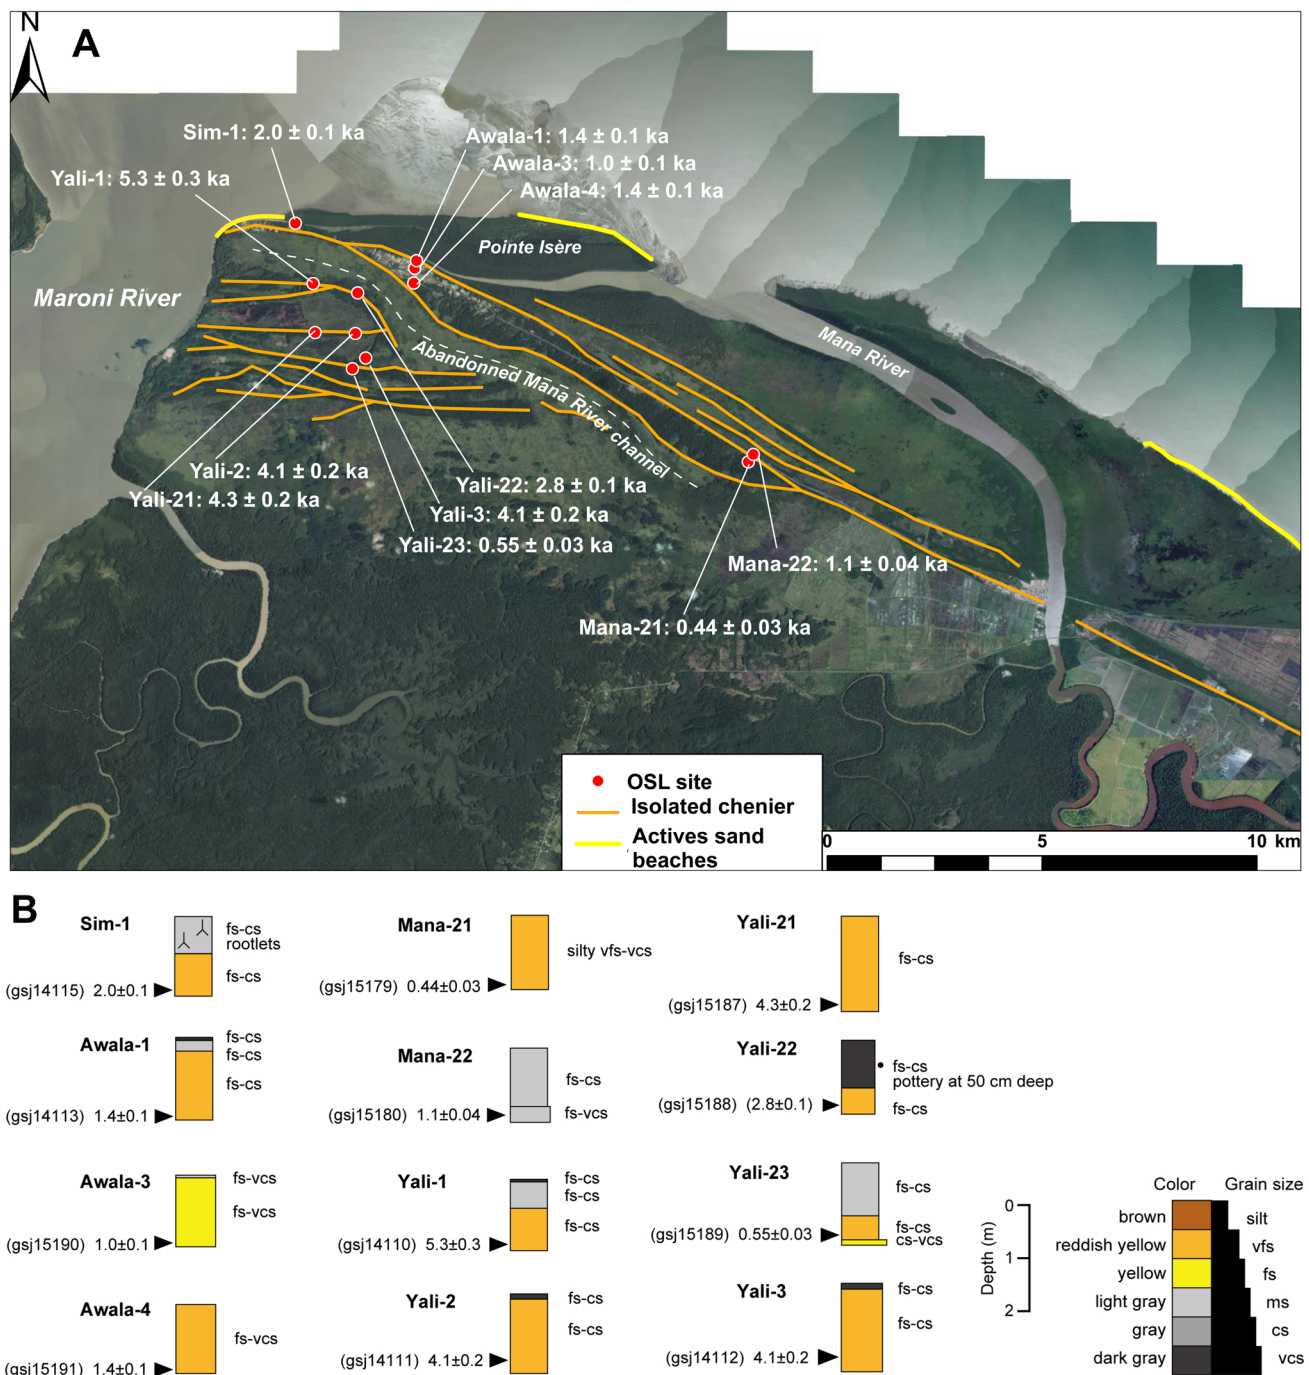 N
A
Sim-1: 2.0 ± 0.1 ka
Awala-1: 1.4 ± 0.1 ka
Awala-3: 1.0 ± 0.1 ka
Yali-1: 5.3 ± 0.3 ka
Awala-4: 1.4 ± 0.1 ka
Pointe Isère
Maroni River
Mana River
Abandonned Mana River channel
Yali-2: 4.1 ± 0.2 ka
Yali-21: 4.3 ± 0.2 ka
Yali-22: 2.8 ± 0.1 ka
Yali-3: 4.1 ± 0.2 ka
Yali-23: 0.55 ± 0.03 ka
Mana-22: 1.1 ± 0.04 ka
Mana-21: 0.44 ± 0.03 ka
OSL site
Isolated chenier
Actives sand
beaches
0 5 10 km
B
Sim-1
fs-cs
rootlets
fs-cs
(gsj14115) 2.0±0.1
Awala-1
fs-cs
fs-cs
fs-cs
(gsj14113) 1.4±0.1
Awala-3
fs-vcs
fs-vcs
(gsj15190) 1.0±0.1
Awala-4
fs-vcs
(gsj15191) 1.4±0.1
Mana-21
silty vfs-vcs
(gsj15179) 0.44±0.03
Mana-22
fs-cs
fs-vcs
(gsj15180) 1.1±0.04
Yali-1
fs-cs
fs-cs
fs-cs
(gsj14110) 5.3±0.3
Yali-2
fs-cs
fs-cs
(gsj14111) 4.1±0.2
Yali-21
fs-cs
(gsj15187) 4.3±0.2
Yali-22
fs-cs
pottery at 50 cm deep
fs-cs
(gsj15188) (2.8±0.1)
Yali-23
fs-cs
fs-cs
cs-vcs
(gsj15189) 0.55±0.03
Yali-3
fs-cs
fs-cs
(gsj14112) 4.1±0.2
Depth (m)
0
1
2
Color Grain size
brown silt
reddish yellow vfs
yellow fs
light gray ms
gray cs
dark gray vcs